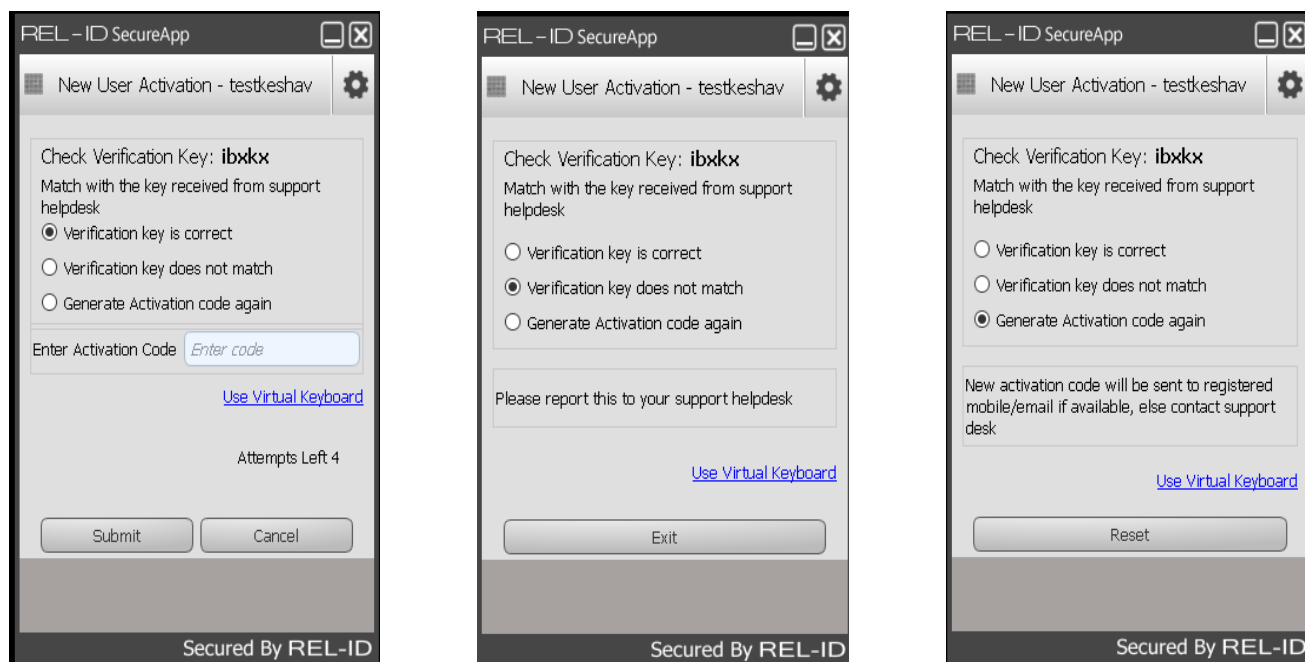 REL-ID SecureApp
New User Activation - testkeshav
Check Verification Key: ibxkx
Match with the key received from support
helpdesk
Verification key is correct
Verification key does not match
Generate Activation code again
Enter Activation Code Enter code
Use Virtual Keyboard
Attempts Left 4
Submit Cancel
Secured By REL-ID
REL-ID SecureApp
New User Activation - testkeshav
Check Verification Key: ibxkx
Match with the key received from support
helpdesk
Verification key is correct
Verification key does not match
Generate Activation code again
Please report this to your support helpdesk
Use Virtual Keyboard
Exit
Secured By REL-ID
REL-ID SecureApp
New User Activation - testkeshav
Check Verification Key: ibxkx
Match with the key received from support
helpdesk
Verification key is correct
Verification key does not match
Generate Activation code again
New activation code will be sent to registered
mobile/email if available, else contact support
desk
Use Virtual Keyboard
Reset
Secured By REL-ID